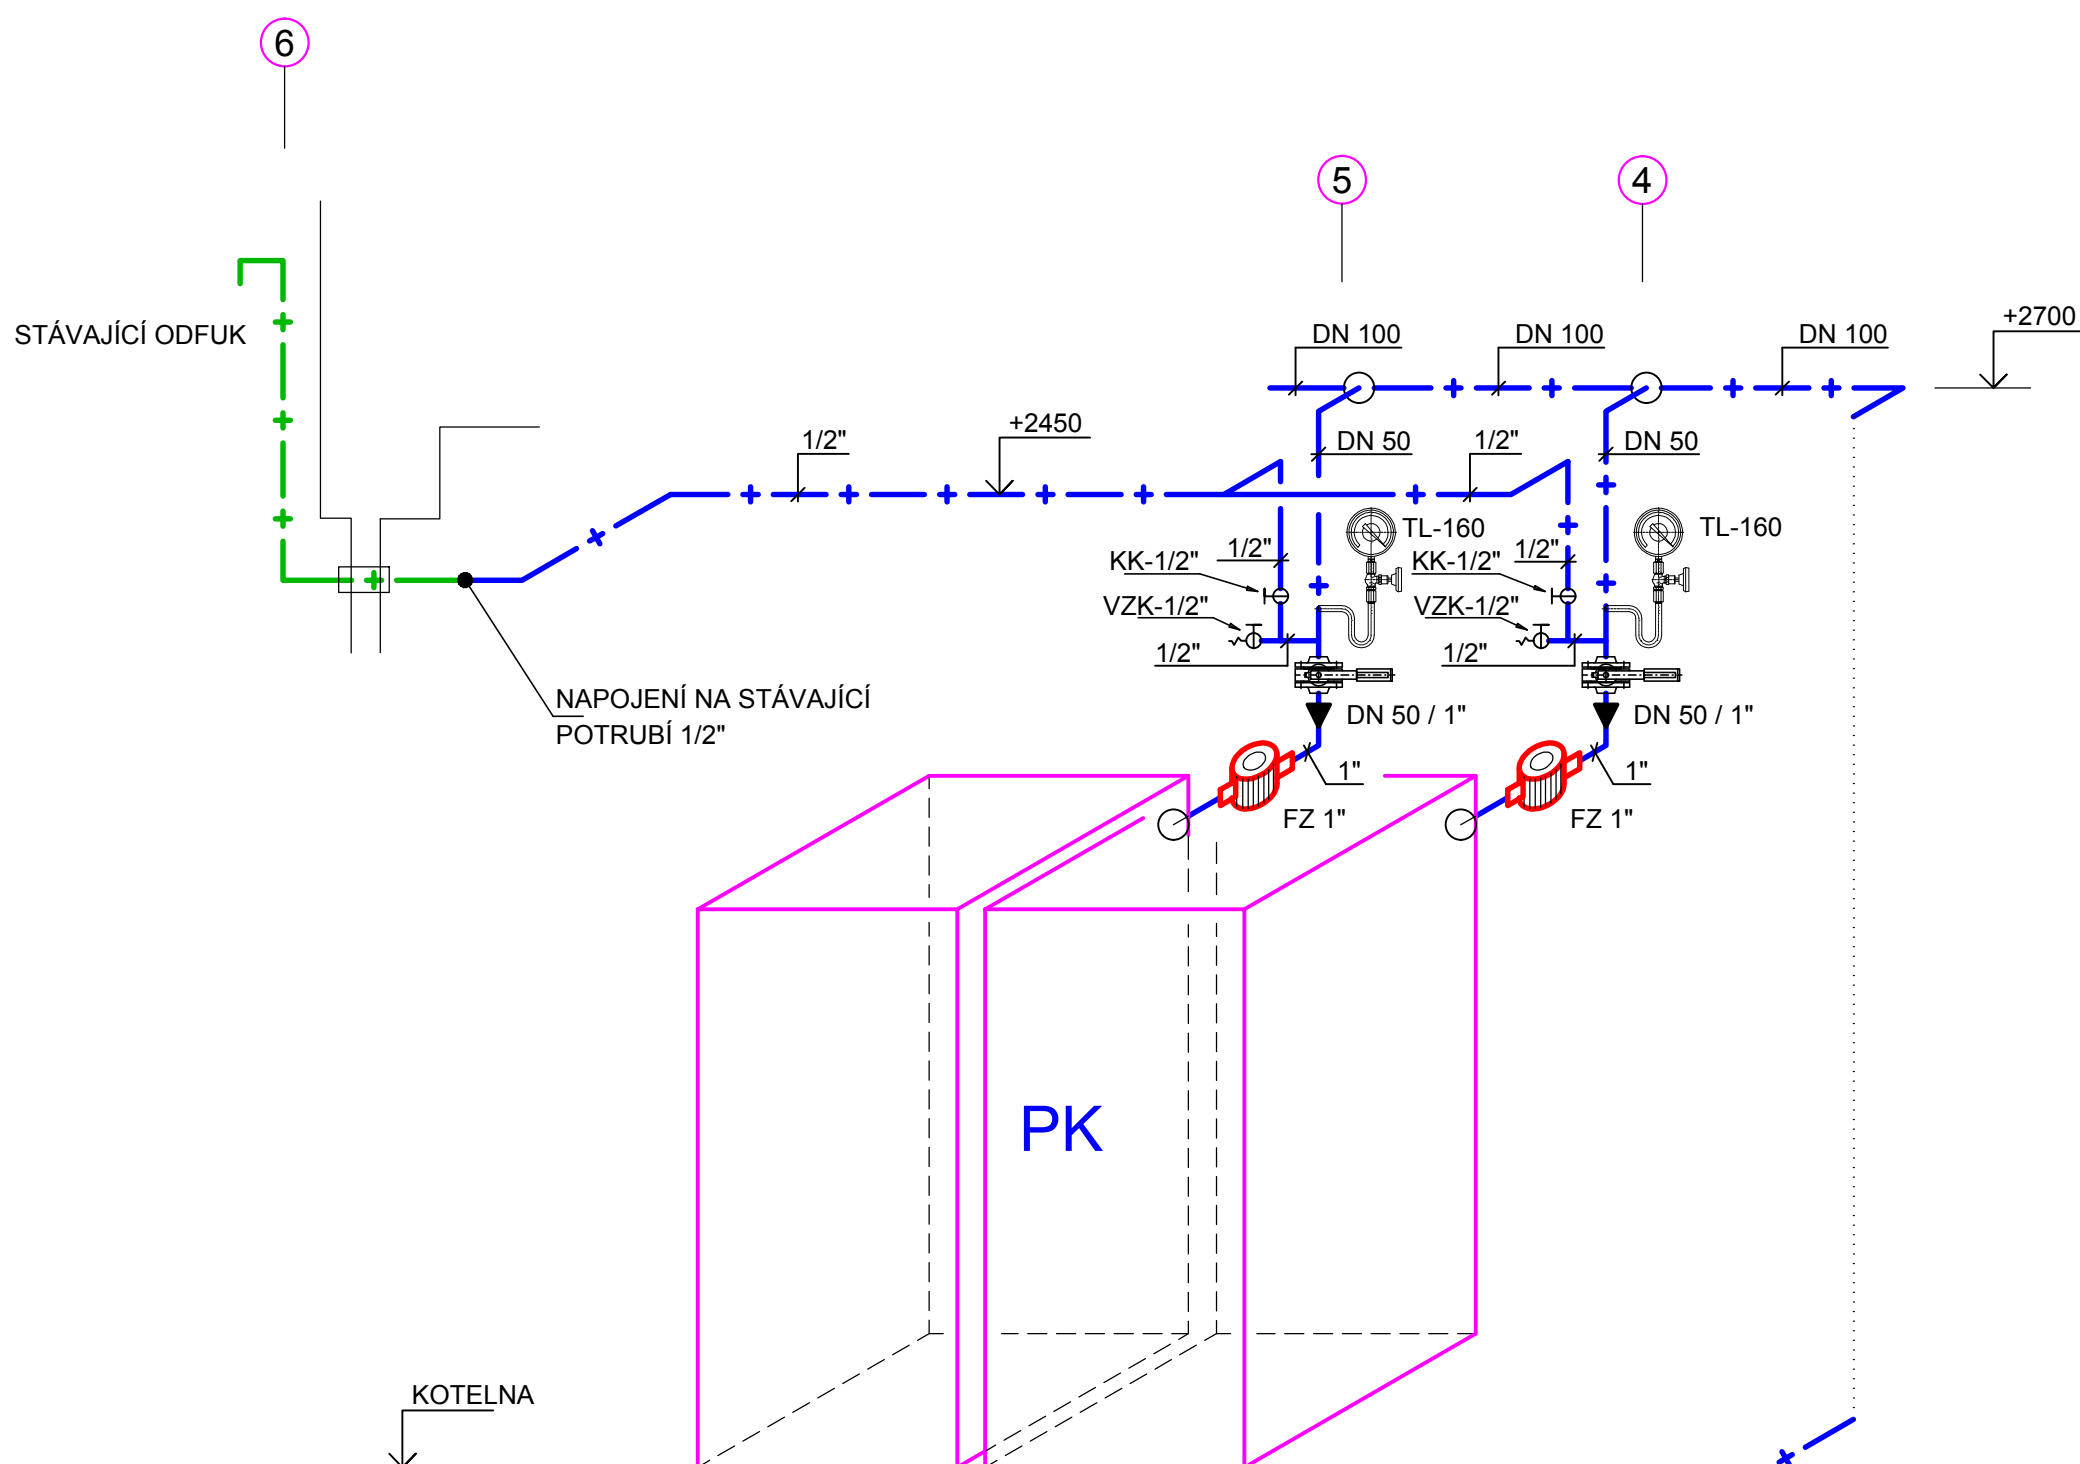 6
5
4
STÁVAJÍCÍ ODFUK
DN 100
DN 100
DN 100
+2700
1/2"
+2450
DN 50
1/2"
DN 50
TL-160
TL-160
KK-1/2"
1/2"
KK-1/2"
1/2"
VZK-1/2"
VZK-1/2"
1/2"
1/2"
NAPOJENÍ NA STÁVAJÍCÍ
POTRUBÍ 1/2"
DN 50 / 1"
DN 50 / 1"
1"
1"
FZ 1"
FZ 1"
PK
KOTELNA